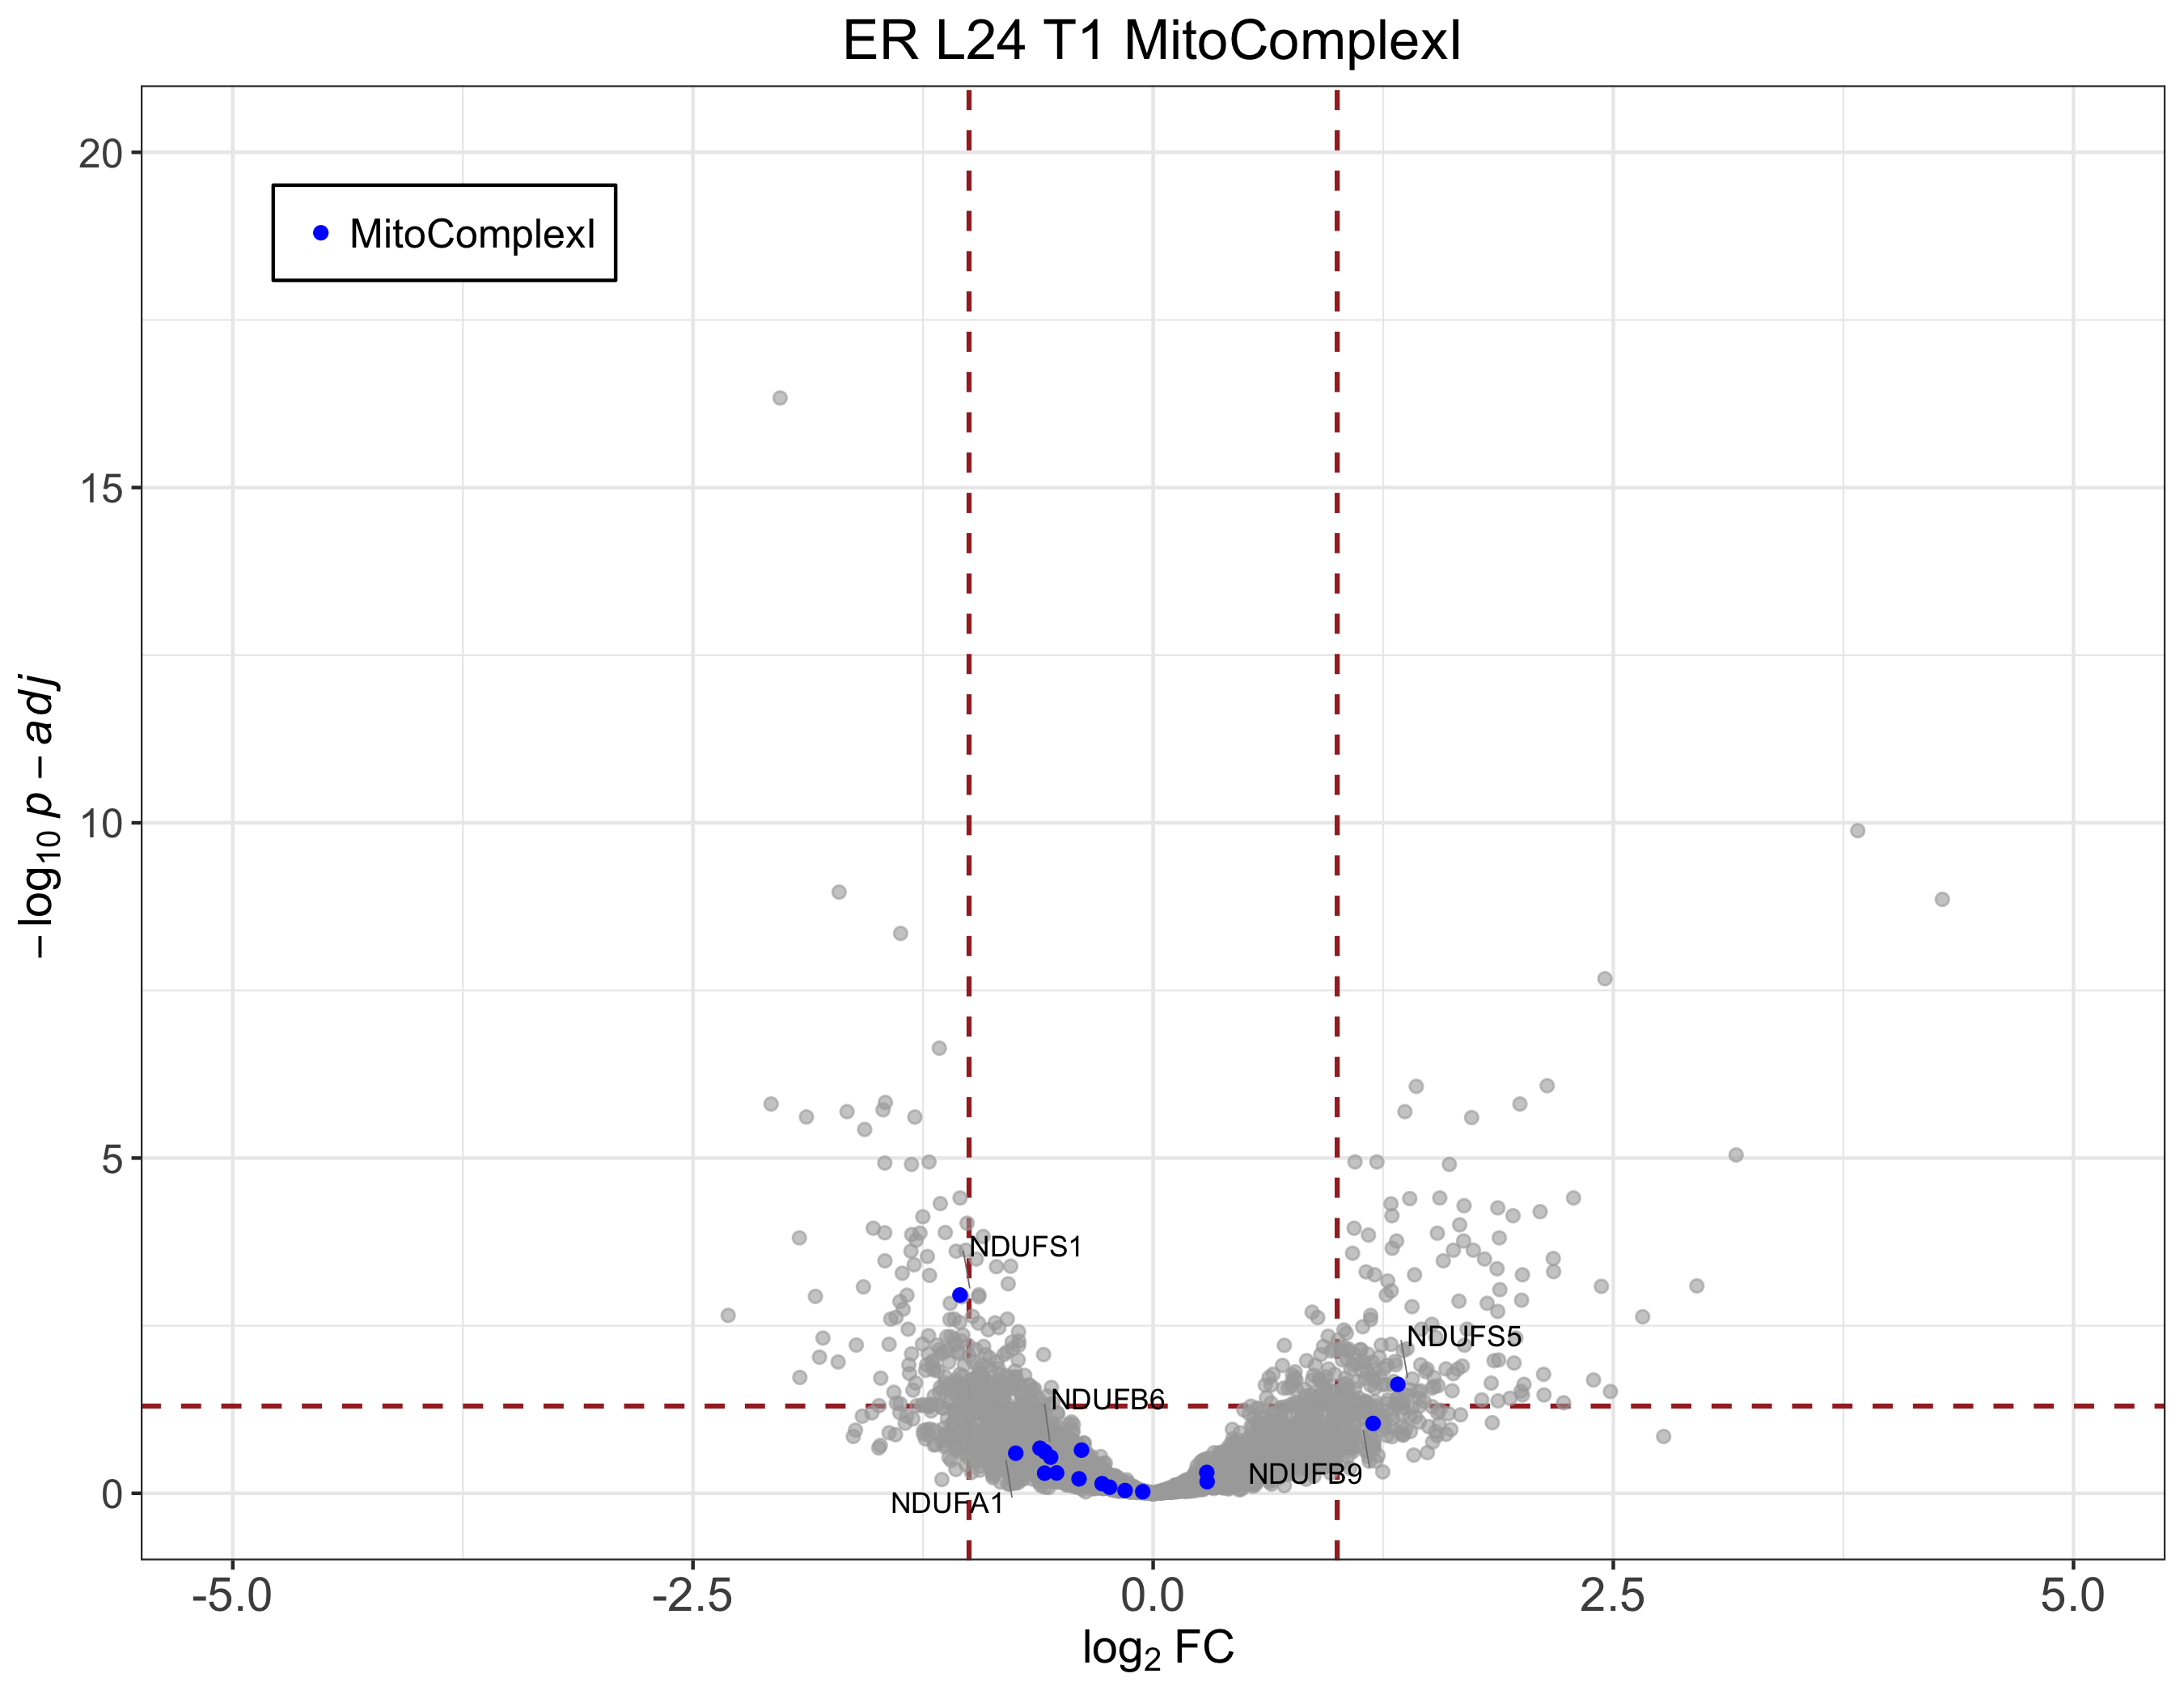 ER L24 T1 MitoComplexI
20
MitoComplexI
15
10
5
0
−log10 p − adj
NDUFS1
NDUFS5
NDUFB6
NDUFB9
NDUFA1
-5.0 -2.5 0.0 2.5 5.0
log2 FC